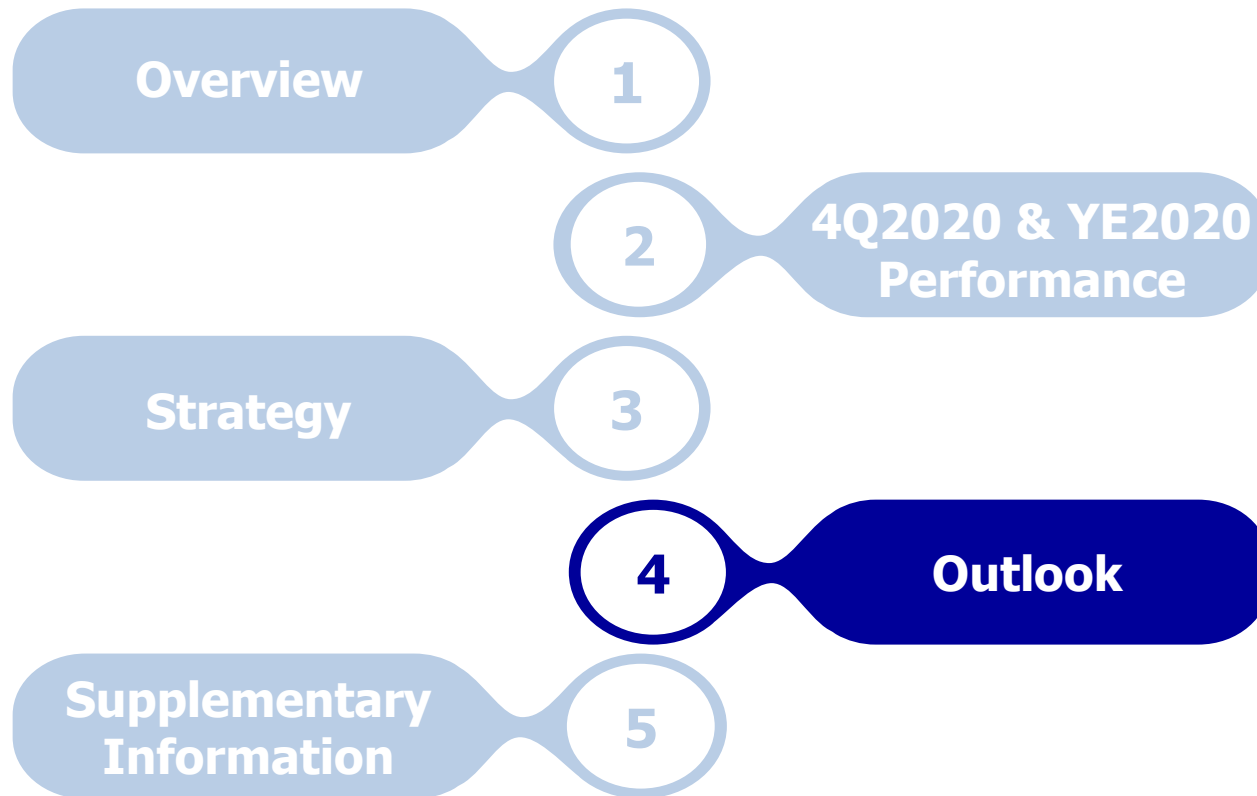 Overview
1
2
4Q2020 & YE2020
Performance
Strategy
3
4
Outlook
Supplementary
Information
5